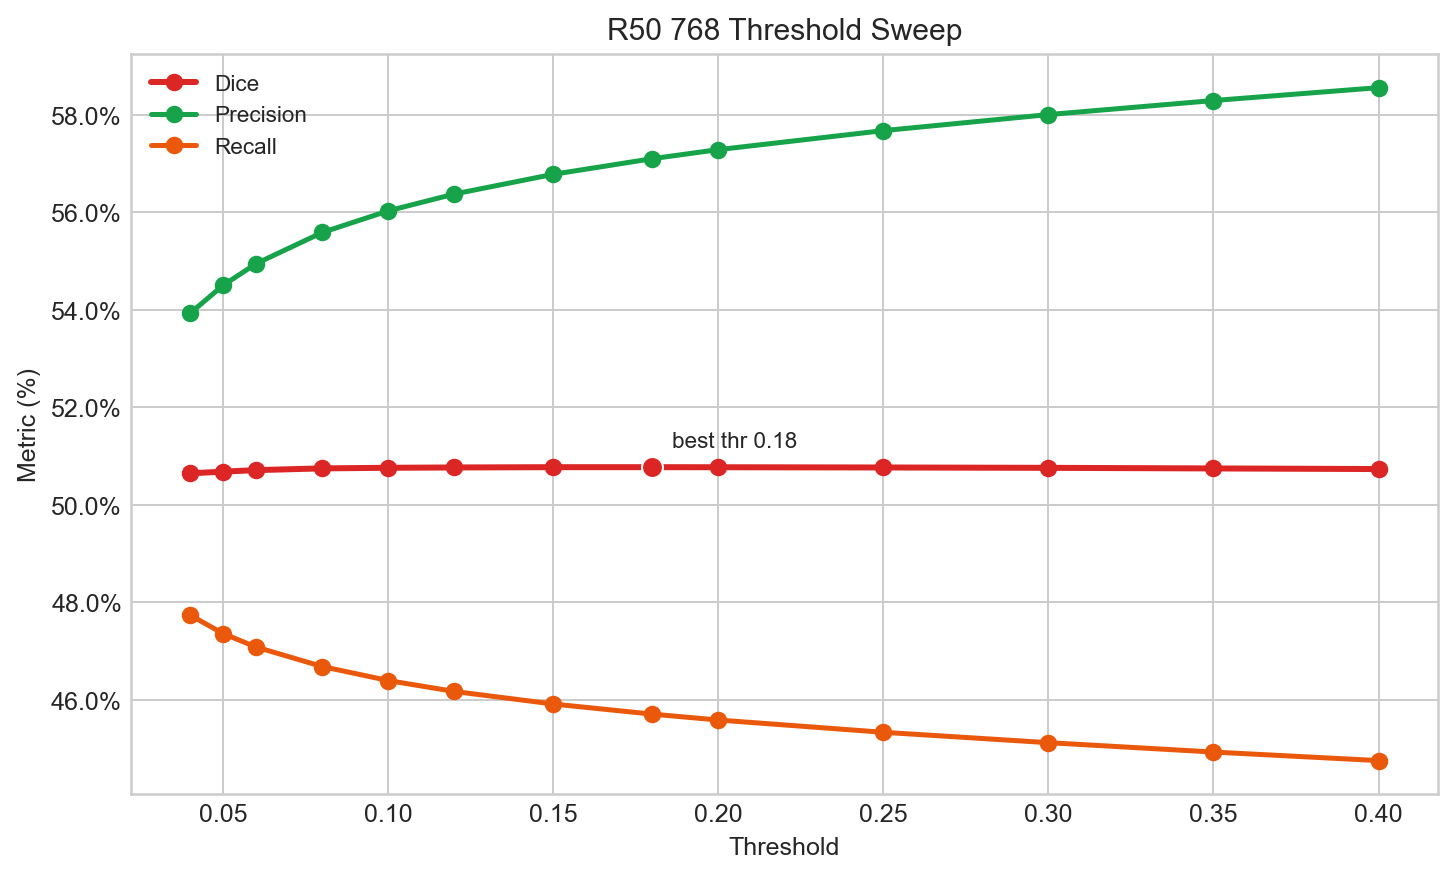 R50 768 Threshold Sweep
Dice
Precision
Recall
58.0%
56.0%
54.0%
52.0%
50.0%
48.0%
46.0%
Metric (%)
best thr 0.18
0.05 0.10 0.15 0.20 0.25 0.30 0.35 0.40
Threshold